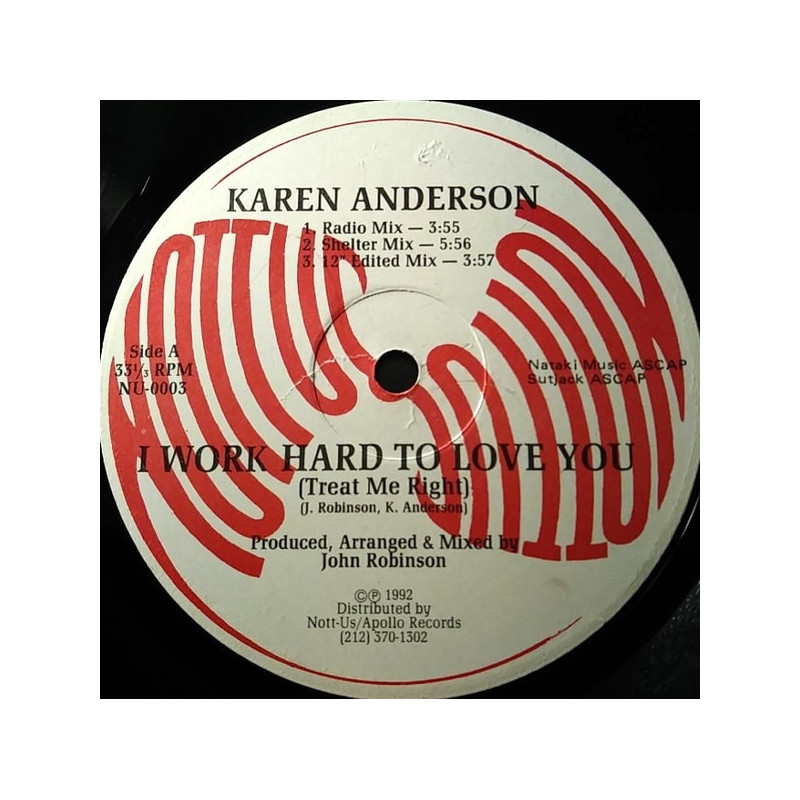 KAREN ANDERSON
1. Radio Mix — 3:55
2. Shelter Mix — 5:56
3. 12" Edited Mix — 3:57
Side A
33⅓ RPM
NU-0003
Nataki Music ASCAP
Sutjack ASCAP
I WORK HARD TO LOVE YOU
(Treat Me Right)
(J. Robinson, K. Anderson)
Produced, Arranged & Mixed by
John Robinson
©℗ 1992
Distributed by
Nott-Us/Apollo Records
(212) 370-1302